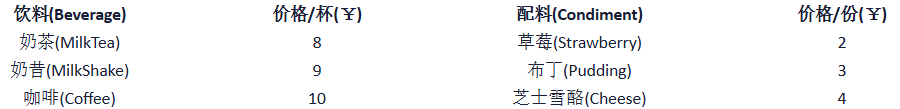 饮料(Beverage) 价格/杯(¥) 配料(Condiment) 价格/份(¥)
奶茶(MilkTea) 8 草莓(Strawberry) 2
奶昔(MilkShake) 9 布丁(Pudding) 3
咖啡(Coffee) 10 芝士雪酪(Cheese) 4